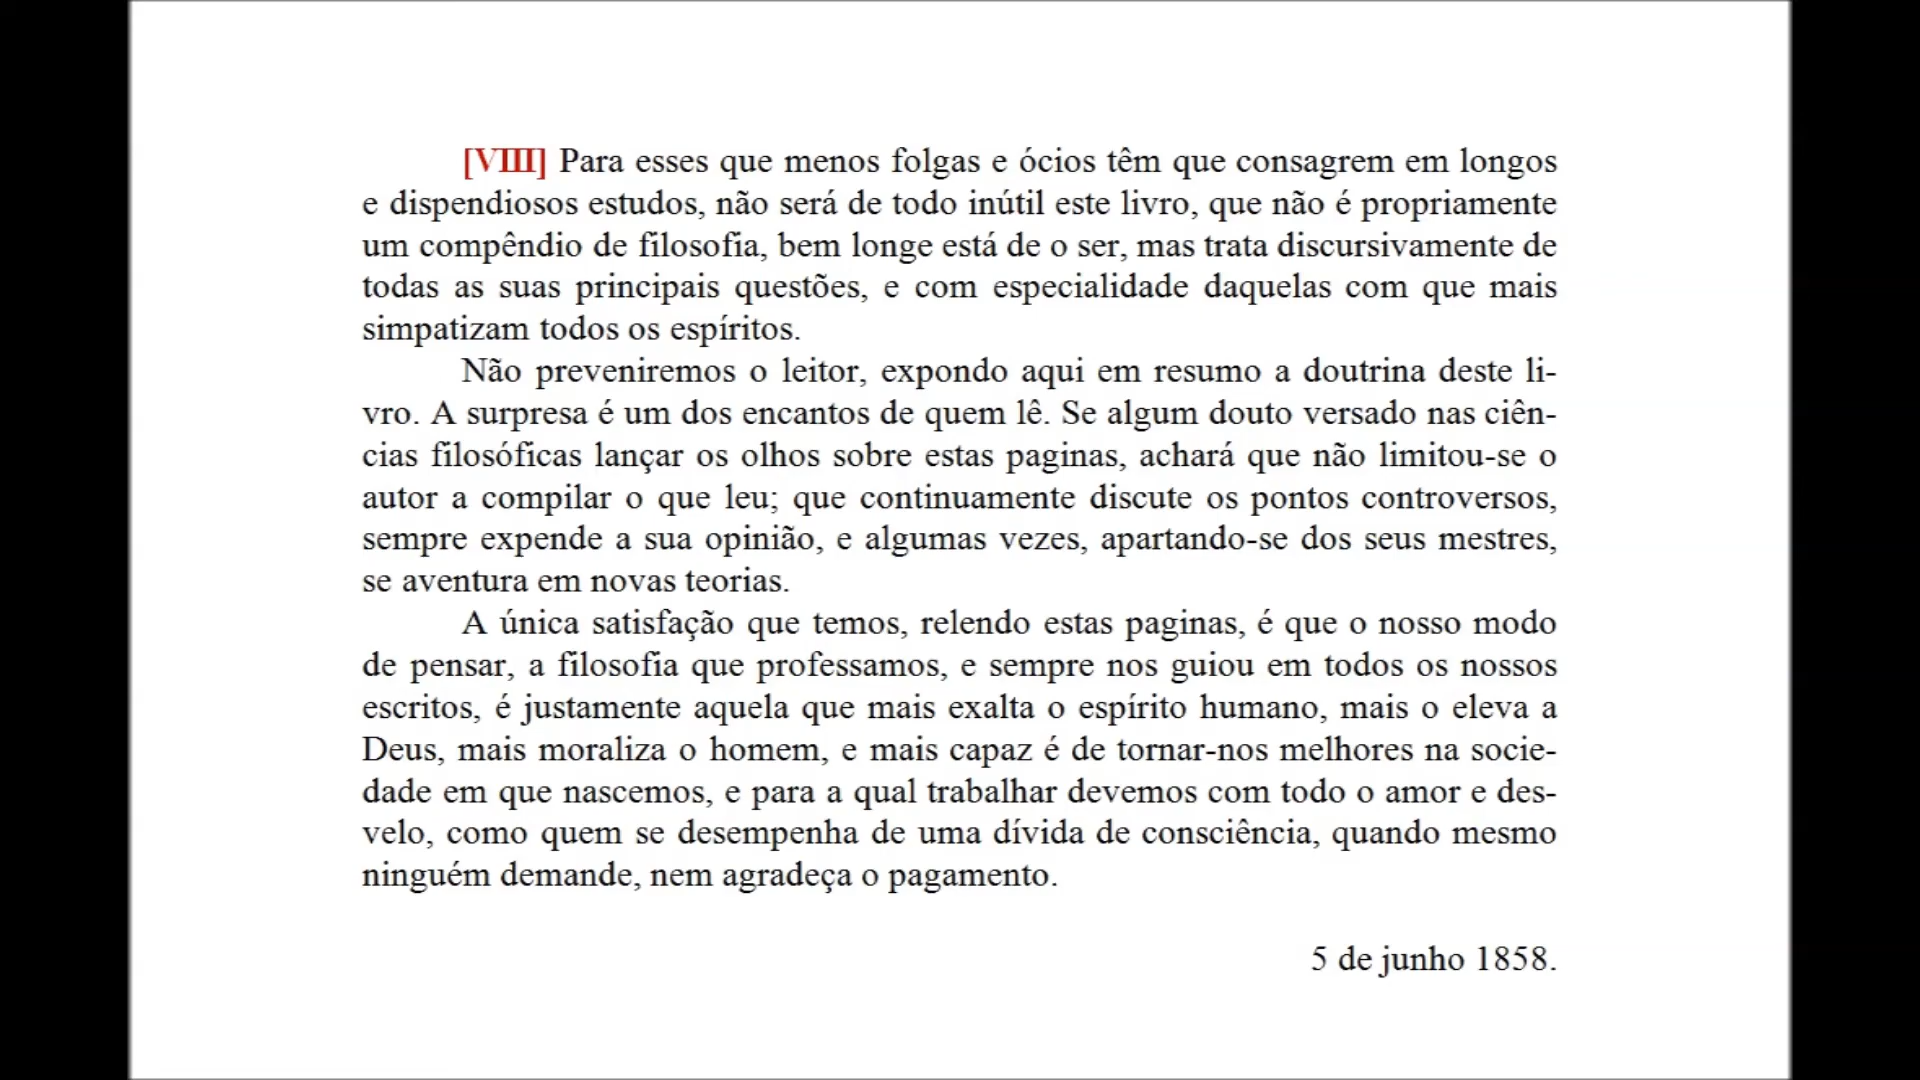 [VIII] Para esses que menos folgas e ócios têm que consagrem em longos
e dispendiosos estudos, não será de todo inútil este livro, que não é propriamente
um compêndio de filosofia, bem longe está de o ser, mas trata discursivamente de
todas as suas principais questões, e com especialidade daquelas com que mais
simpatizam todos os espíritos.
Não preveniremos o leitor, expondo aqui em resumo a doutrina deste li-
vro. A surpresa é um dos encantos de quem lê. Se algum douto versado nas ciên-
cias filosóficas lançar os olhos sobre estas paginas, achará que não limitou-se o
autor a compilar o que leu; que continuamente discute os pontos controversos,
sempre expende a sua opinião, e algumas vezes, apartando-se dos seus mestres,
se aventura em novas teorias.
A única satisfação que temos, relendo estas paginas, é que o nosso modo
de pensar, a filosofia que professamos, e sempre nos guiou em todos os nossos
escritos, é justamente aquela que mais exalta o espírito humano, mais o eleva a
Deus, mais moraliza o homem, e mais capaz é de tornar-nos melhores na socie-
dade em que nascemos, e para a qual trabalhar devemos com todo o amor e des-
velo, como quem se desempenha de uma dívida de consciência, quando mesmo
ninguém demande, nem agradeça o pagamento.
5 de junho 1858.